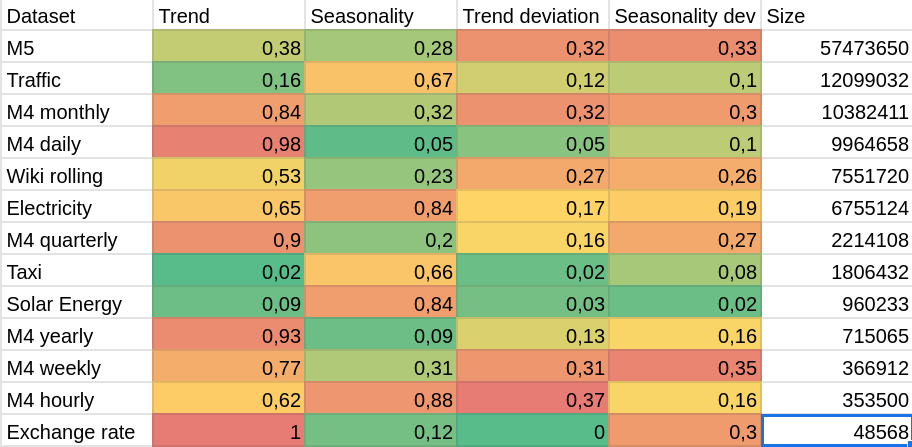 Dataset Trend Seasonality Trend deviation Seasonality dev Size
M5 0,38 0,28 0,32 0,33 57473650
Traffic 0,16 0,67 0,12 0,1 12099032
M4 monthly 0,84 0,32 0,32 0,3 10382411
M4 daily 0,98 0,05 0,05 0,1 9964658
Wiki rolling 0,53 0,23 0,27 0,26 7551720
Electricity 0,65 0,84 0,17 0,19 6755124
M4 quarterly 0,9 0,2 0,16 0,27 2214108
Taxi 0,02 0,66 0,02 0,08 1806432
Solar Energy 0,09 0,84 0,03 0,02 960233
M4 yearly 0,93 0,09 0,13 0,16 715065
M4 weekly 0,77 0,31 0,31 0,35 366912
M4 hourly 0,62 0,88 0,37 0,16 353500
Exchange rate 1 0,12 0 0,3 48568